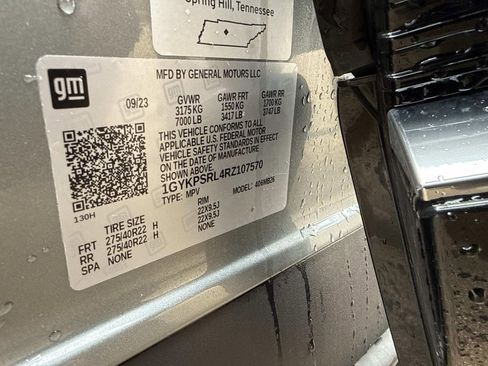 Spring Hill, Tennessee
gm
MFD BY GENERAL MOTORS LLC
09/23 GVWR GAWR FRT GAWR RR
3175 KG 1550 KG 1700 KG
7000 LB 3417 LB 3747 LB
THIS VEHICLE CONFORMS TO ALL
APPLICABLE U.S. FEDERAL MOTOR
VEHICLE SAFETY STANDARDS IN EFFECT
ON THE DATE OF MANUFACTURE
SHOWN ABOVE.
1GYKPSRL4RZ107570
TYPE: MPV MODEL: 406MB26
130H
TIRE SIZE RIM
FRT 275/40R22 H 22X9.5J
RR 275/40R22 H 22X9.5J
SPA NONE NONE